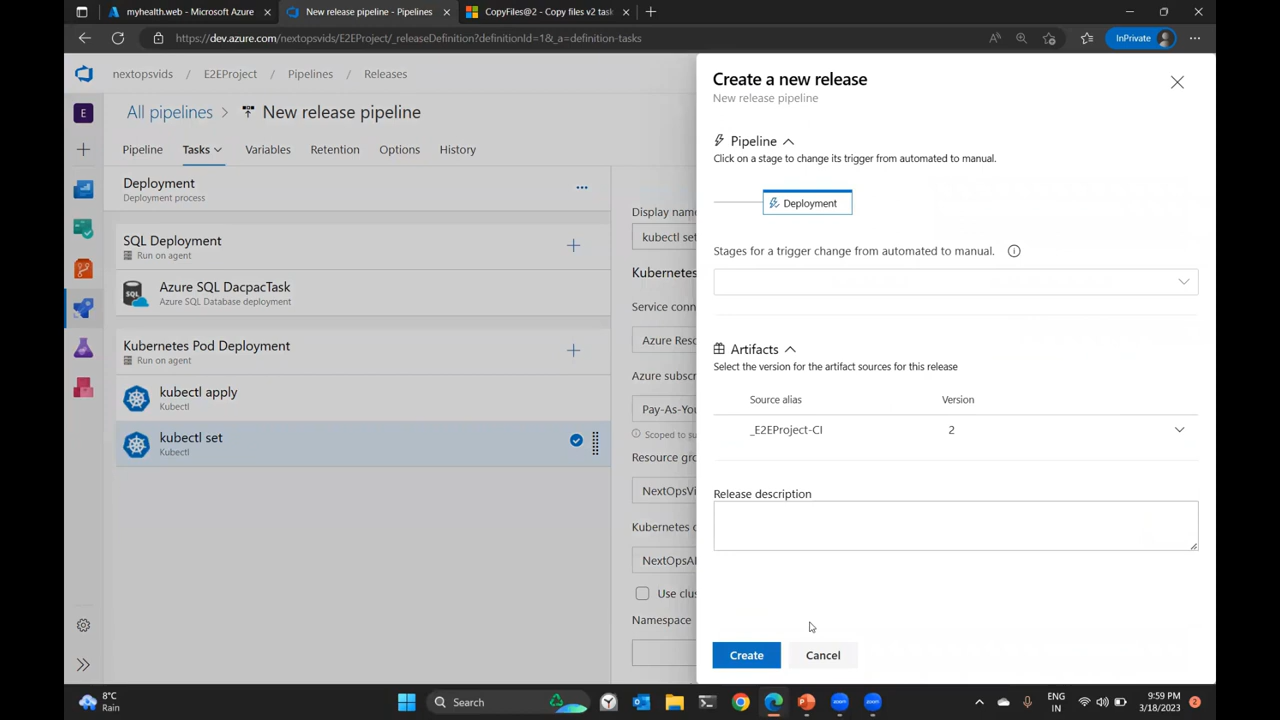 myhealth.web - Microsoft Azure
New release pipeline - Pipelines
CopyFiles@2 - Copy files v2 task
https://dev.azure.com/nextopsvids/E2EProject/_releaseDefinition?definitionId=1&_a=definition-tasks
InPrivate
nextopsvids / E2EProject / Pipelines / Releases
E
All pipelines > New release pipeline
Pipeline Tasks Variables Retention Options History
Deployment
Deployment process
SQL Deployment
Run on agent
SQL
Azure SQL DacpacTask
Azure SQL Database deployment
Kubernetes Pod Deployment
Run on agent
kubectl apply
Kubectl
kubectl set
Kubectl
Display name
kubectl set
Kubernetes
Service conn
Azure Reso
Azure subscr
Pay-As-You
Scoped to su
Resource gro
NextOpsVi
Kubernetes c
NextOpsA
Use clus
Namespace
Create a new release
New release pipeline
Pipeline
Click on a stage to change its trigger from automated to manual.
Deployment
Stages for a trigger change from automated to manual.
Artifacts
Select the version for the artifact sources for this release
Source alias Version
_E2EProject-CI 2
Release description
Create Cancel
8°C
Rain
Search
zoom
zoom
ENG
IN
9:59 PM
3/18/2023
2